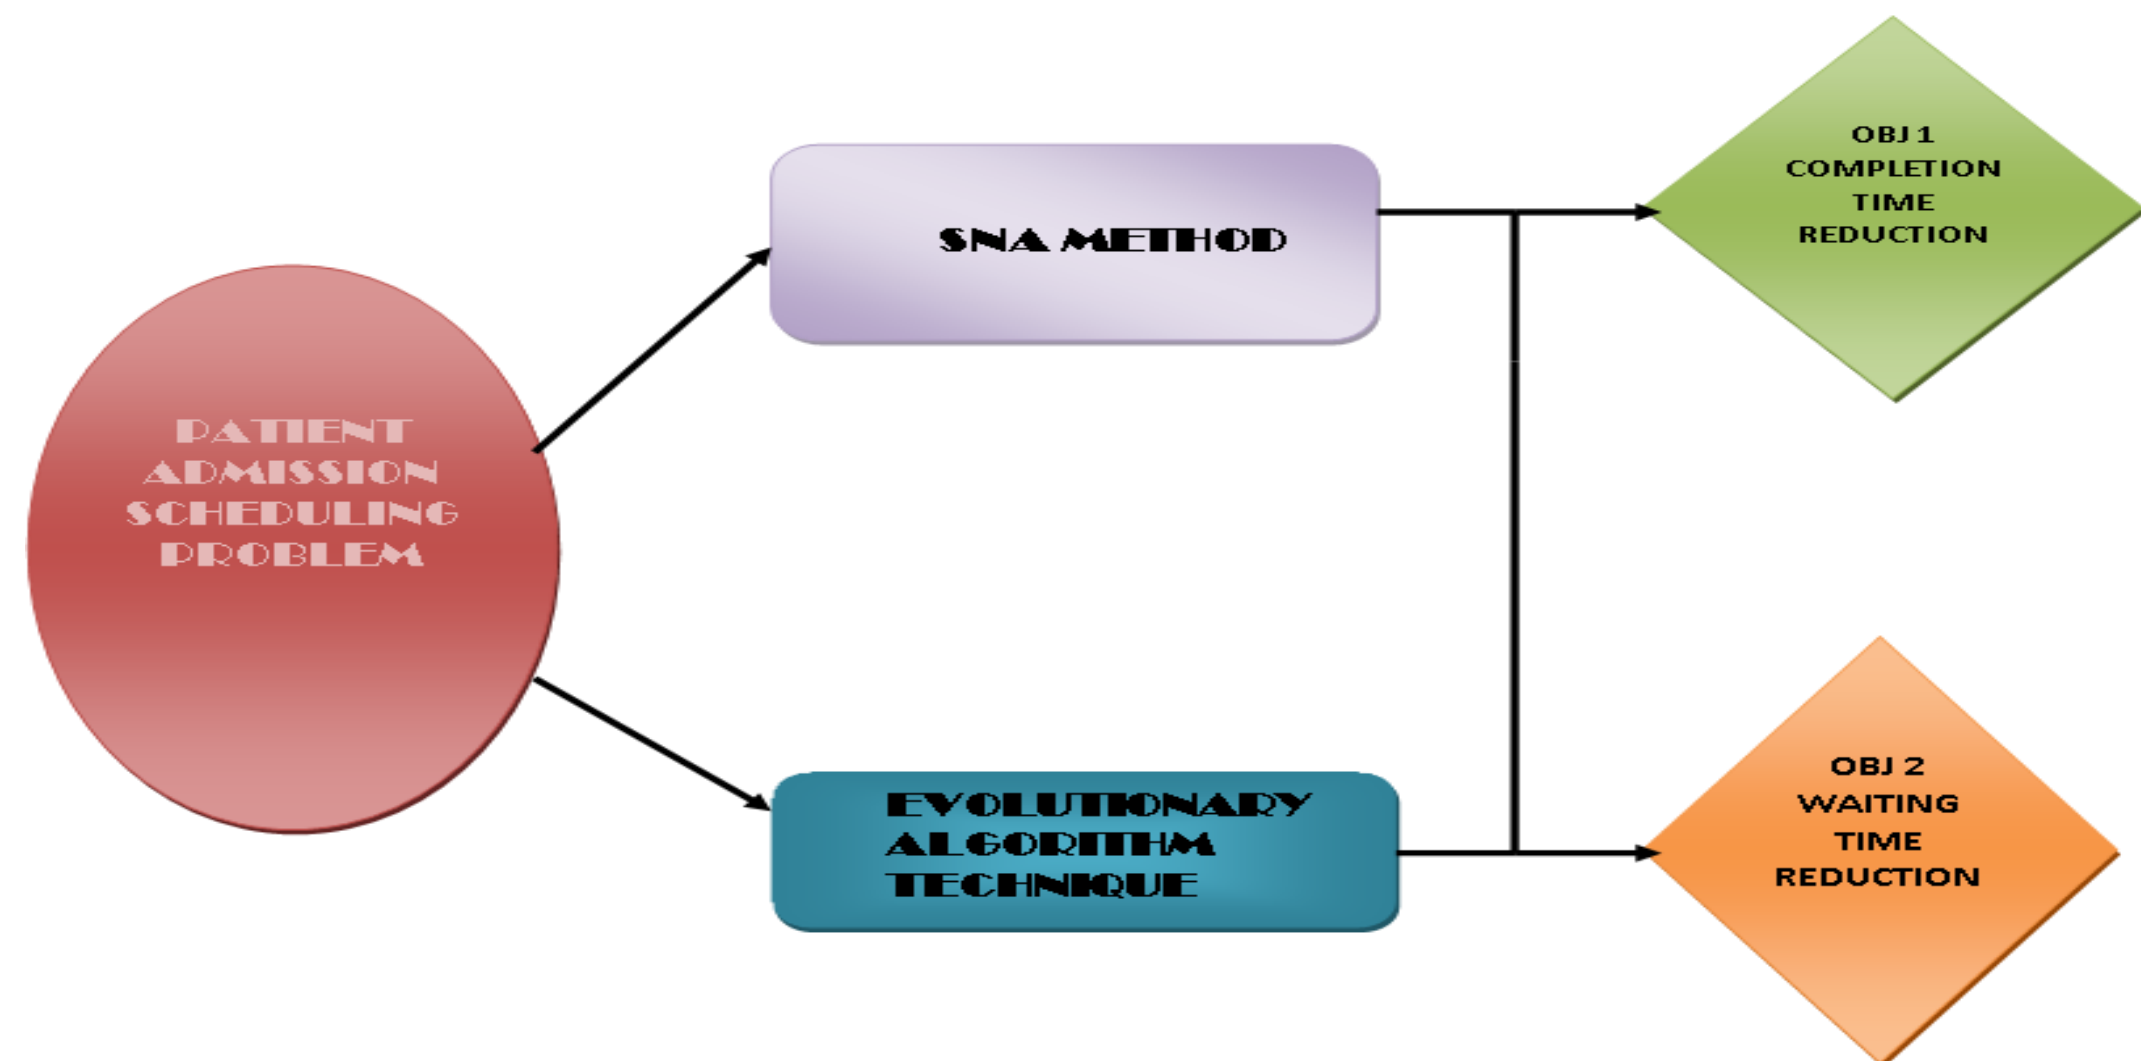 PATIENT
ADMISSION
SCHEDULING
PROBLEM
SNA METHOD
EVOLUTIONARY
ALGORITHM
TECHNIQUE
OBJ 1
COMPLETION
TIME
REDUCTION
OBJ 2
WAITING
TIME
REDUCTION